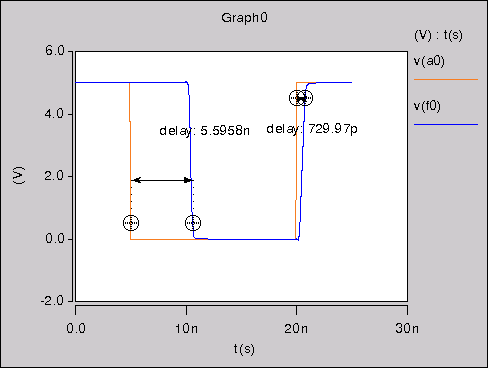 Graph0
(V) : t(s)
v(a0)
v(f0)
6.0
4.0
2.0
0.0
-2.0
(V)
delay: 5.5958n
delay: 729.97p
0.0
10n
20n
30n
t(s)